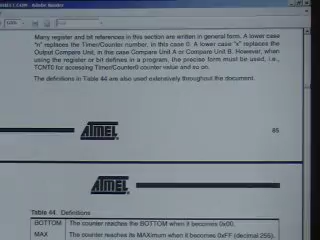 Many register and bit references in this section are written in general form. A lower case
"n" replaces the Timer/Counter number, in this case 0. A lower case "x" replaces the
Output Compare Unit, in this case Compare Unit A or Compare Unit B. However, when
using the register or bit defines in a program, the precise form must be used, i.e.,
TCNT0 for accessing Timer/Counter0 counter value and so on.
The definitions in Table 44 are also used extensively throughout the document.
ATMEL
85
ATMEL
Table 44. Definitions
BOTTOM The counter reaches the BOTTOM when it becomes 0x00.
MAX The counter reaches its MAXimum when it becomes 0xFF (decimal 255).